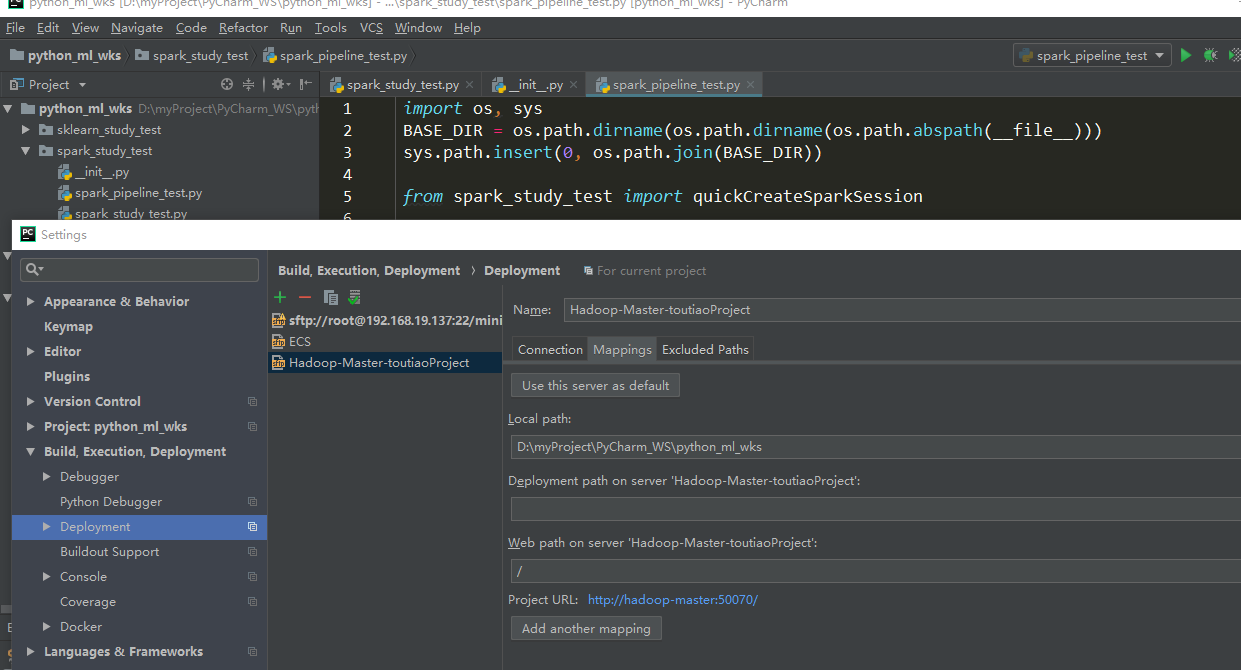 python_ml_wks [D:\myProject\PyCharm_WS\python_ml_wks] - ...\spark_study_test\spark_pipeline_test.py [python_ml_wks] - PyCharm
File Edit View Navigate Code Refactor Run Tools VCS Window Help
python_ml_wks spark_study_test spark_pipeline_test.py spark_pipeline_test
Project spark_study_test.py __init__.py spark_pipeline_test.py
python_ml_wks D:\myProject\PyCharm_WS\pyth
sklearn_study_test
spark_study_test
__init__.py
spark_pipeline_test.py
spark_study_test.py
1 import os, sys
2 BASE_DIR = os.path.dirname(os.path.dirname(os.path.abspath(__file__)))
3 sys.path.insert(0, os.path.join(BASE_DIR))
4
5 from spark_study_test import quickCreateSparkSession
6
Settings
Appearance & Behavior
Keymap
Editor
Plugins
Version Control
Project: python_ml_wks
Build, Execution, Deployment
Debugger
Python Debugger
Deployment
Buildout Support
Console
Coverage
Docker
Languages & Frameworks
Build, Execution, Deployment › Deployment For current project
sftp://root@192.168.19.137:22/mini
ECS
Hadoop-Master-toutiaoProject
Name: Hadoop-Master-toutiaoProject
Connection Mappings Excluded Paths
Use this server as default
Local path:
D:\myProject\PyCharm_WS\python_ml_wks
Deployment path on server 'Hadoop-Master-toutiaoProject':
Web path on server 'Hadoop-Master-toutiaoProject':
/
Project URL: http://hadoop-master:50070/
Add another mapping